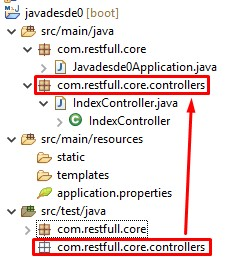 javadesde0 [boot]
src/main/java
com.restfull.core
Javadesde0Application.java
com.restfull.core.controllers
IndexController.java
IndexController
src/main/resources
static
templates
application.properties
src/test/java
com.restfull.core
com.restfull.core.controllers